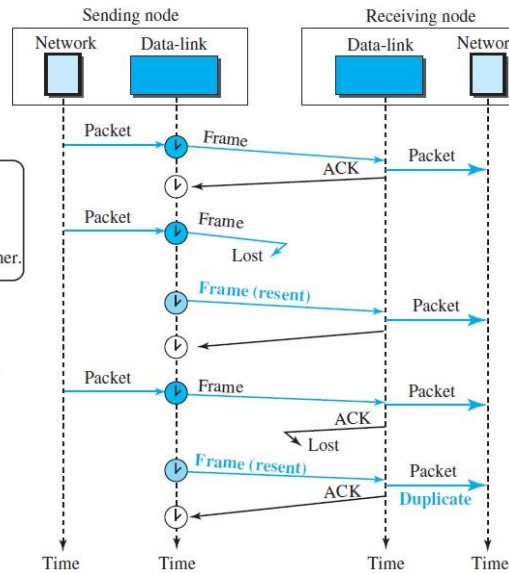 Sending node
Receiving node
Network
Data-link
Data-link
Networ
Packet
Frame
Packet
ACK
Packet
Frame
Lost
ner.
Frame (resent)
Packet
Packet
Frame
Packet
ACK
Lost
Frame (resent)
Packet
ACK
Duplicate
Time
Time
Time
Time